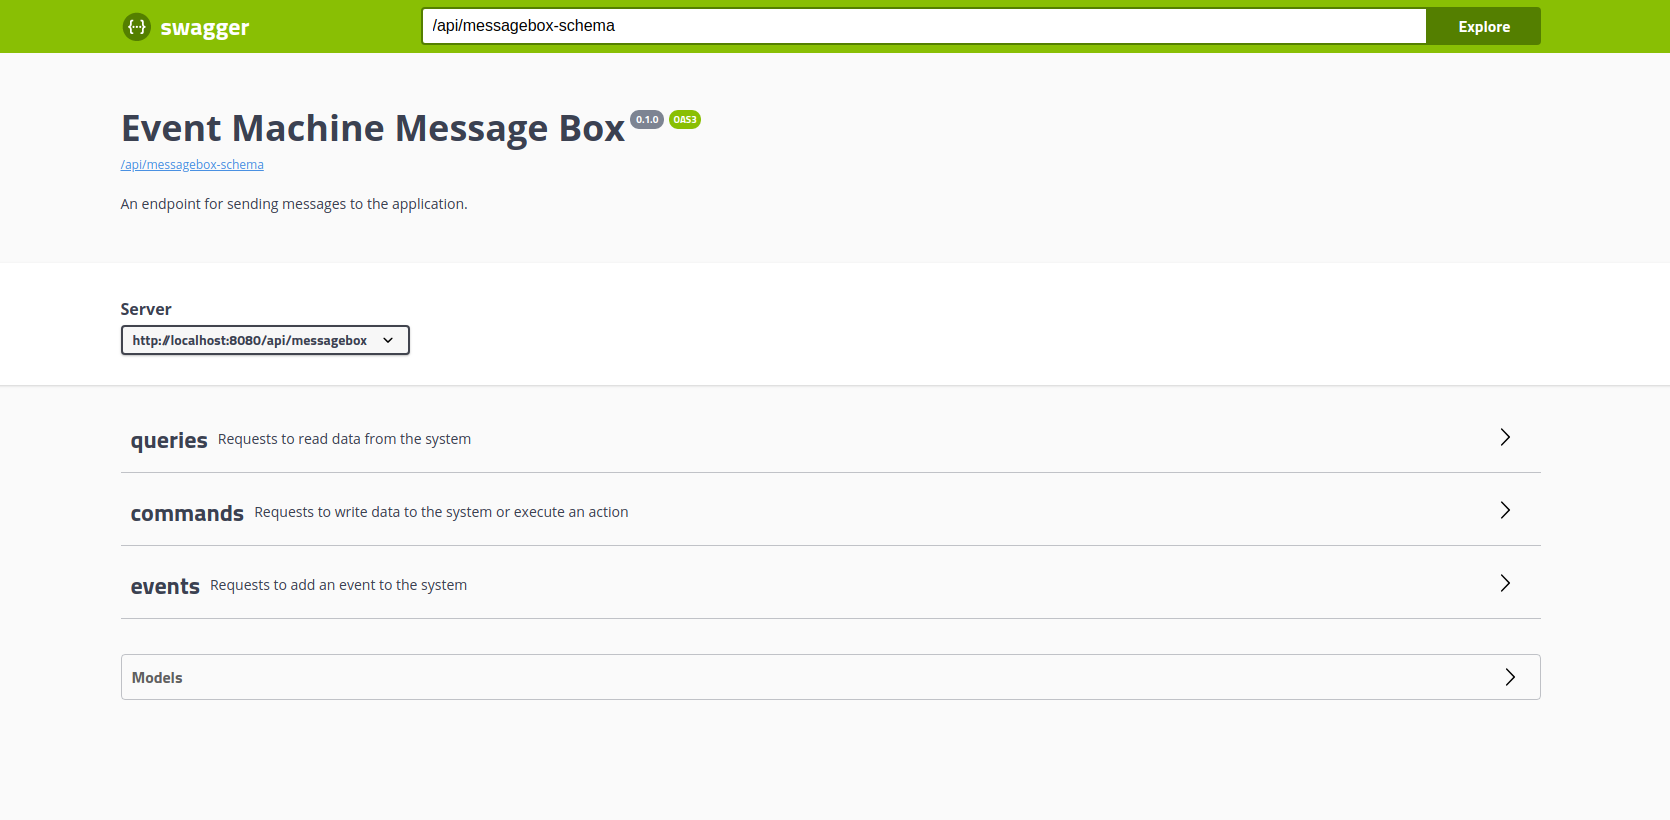 {···} swagger
/api/messagebox-schema
Explore
Event Machine Message Box 0.1.0 OAS3
/api/messagebox-schema
An endpoint for sending messages to the application.
Server
http://localhost:8080/api/messagebox
queries Requests to read data from the system
commands Requests to write data to the system or execute an action
events Requests to add an event to the system
Models